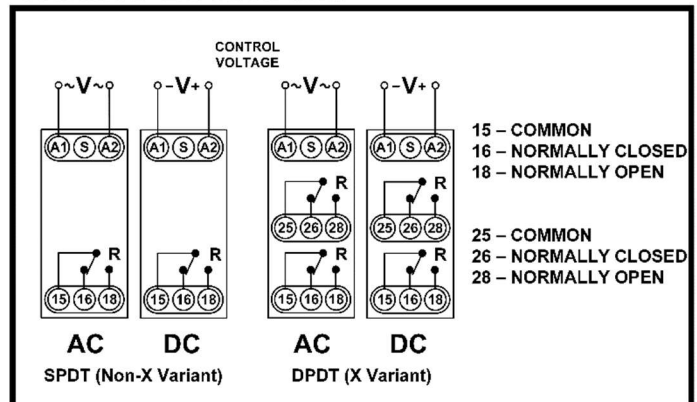 CONTROL
VOLTAGE
~V~
–V+
~V~
–V+
A1 S A2
A1 S A2
A1 S A2
A1 S A2
15 – COMMON
16 – NORMALLY CLOSED
18 – NORMALLY OPEN
R
R
25 26 28
25 26 28
25 – COMMON
26 – NORMALLY CLOSED
28 – NORMALLY OPEN
R
R
R
R
15 16 18
15 16 18
15 16 18
15 16 18
AC
DC
AC
DC
SPDT (Non-X Variant)
DPDT (X Variant)